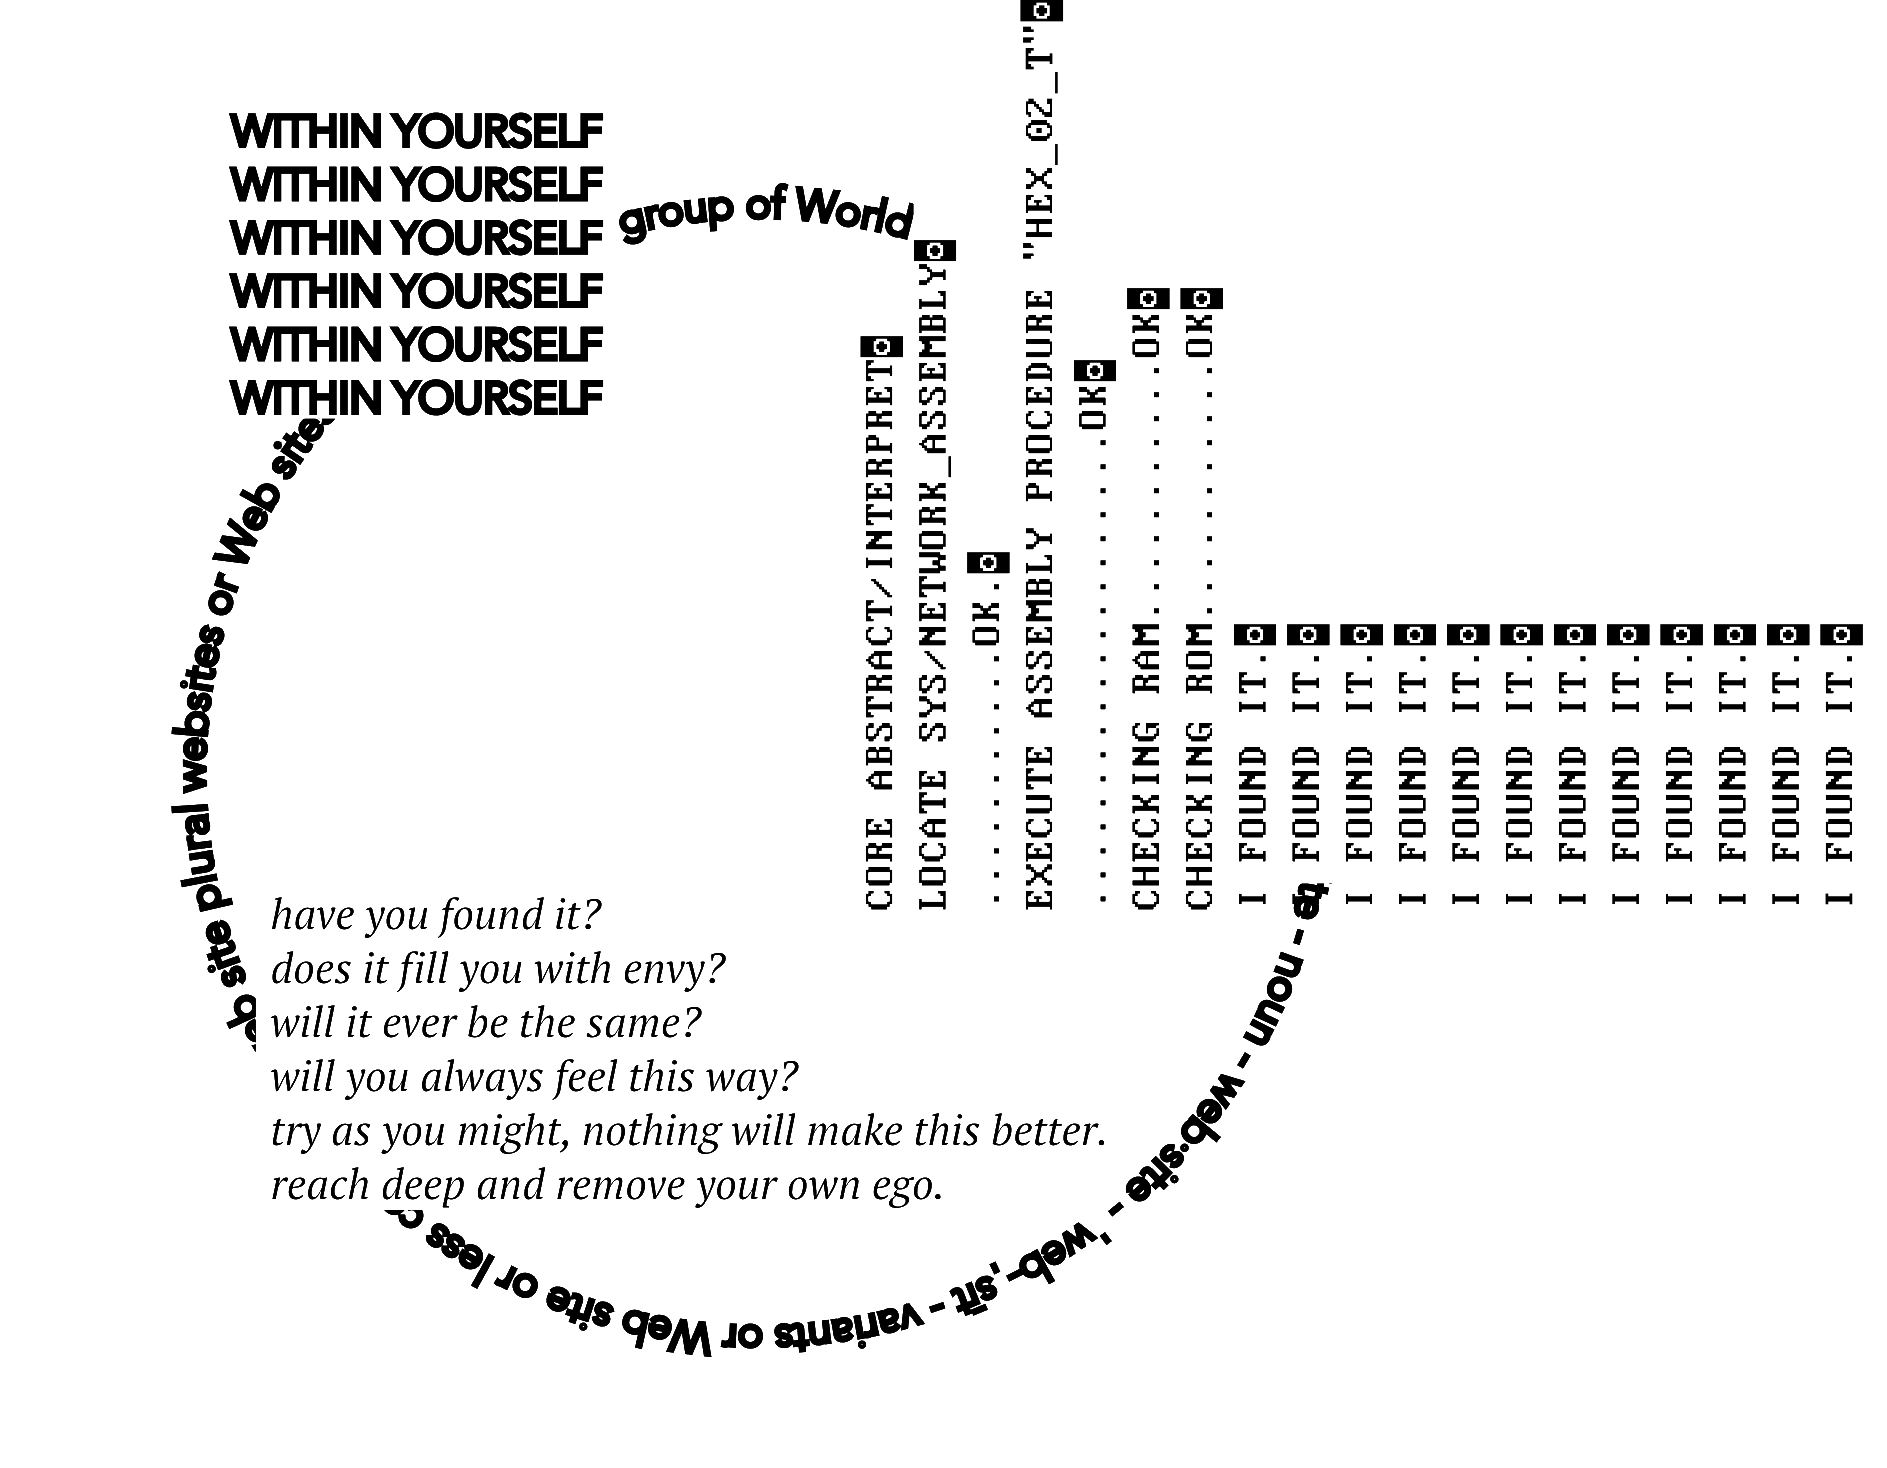 WITHIN YOURSELF
WITHIN YOURSELF
WITHIN YOURSELF
WITHIN YOURSELF
WITHIN YOURSELF
WITHIN YOURSELF
group of World
CORE ABSTRACT/INTERPRET
LOCATE SYS/NETWORK_ASSEMBLY
...........OK.
EXECUTE ASSEMBLY PROCEDURE "HEX_02_T"
....................OK
CHECKING RAM...........OK
CHECKING ROM...........OK
I FOUND IT.
I FOUND IT.
I FOUND IT.
I FOUND IT.
I FOUND IT.
I FOUND IT.
I FOUND IT.
I FOUND IT.
I FOUND IT.
I FOUND IT.
I FOUND IT.
I FOUND IT.
te - noun - web·site - ˈweb-ˌsīt - variants or Web site or less c
site plural websites or Web sites
have you found it?
does it fill you with envy?
will it ever be the same?
will you always feel this way?
try as you might, nothing will make this better.
reach deep and remove your own ego.